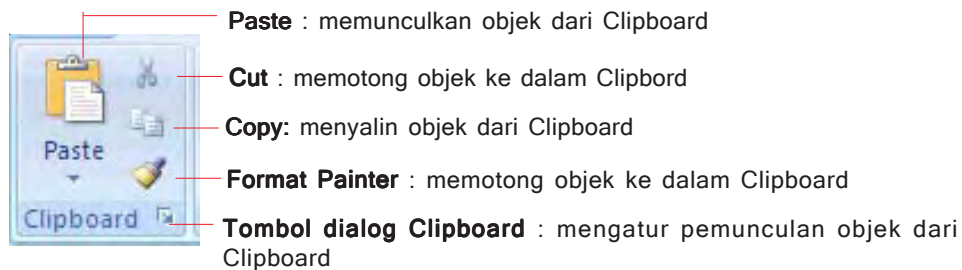 Paste : memunculkan objek dari Clipboard
Cut : memotong objek ke dalam Clipbord
Copy: menyalin objek dari Clipboard
Paste
Format Painter : memotong objek ke dalam Clipboard
Clipboard
Tombol dialog Clipboard : mengatur pemunculan objek dari
Clipboard